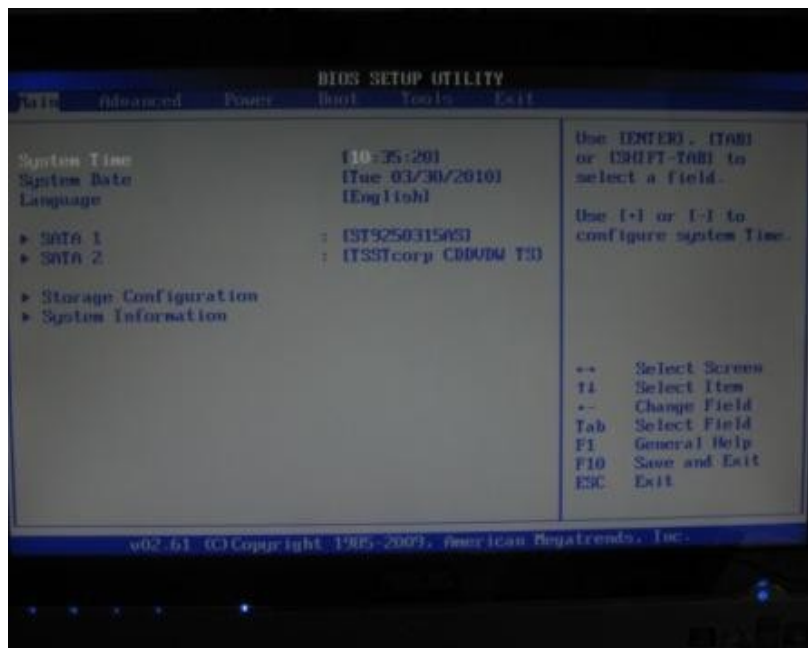 BIOS SETUP UTILITY
Main Advanced Power Boot Tools Exit
System Time [10:35:20]
System Date [Tue 03/30/2010]
Language [English]
▶ SATA 1 : [ST9250315AS]
▶ SATA 2 : [TSSTcorp CDDVDW TS]
▶ Storage Configuration
▶ System Information
Use [ENTER], [TAB]
or [SHIFT-TAB] to
select a field.
Use [+] or [-] to
configure system Time.
←→ Select Screen
↑↓ Select Item
+- Change Field
Tab Select Field
F1 General Help
F10 Save and Exit
ESC Exit
v02.61 (C)Copyright 1985-2009, American Megatrends, Inc.